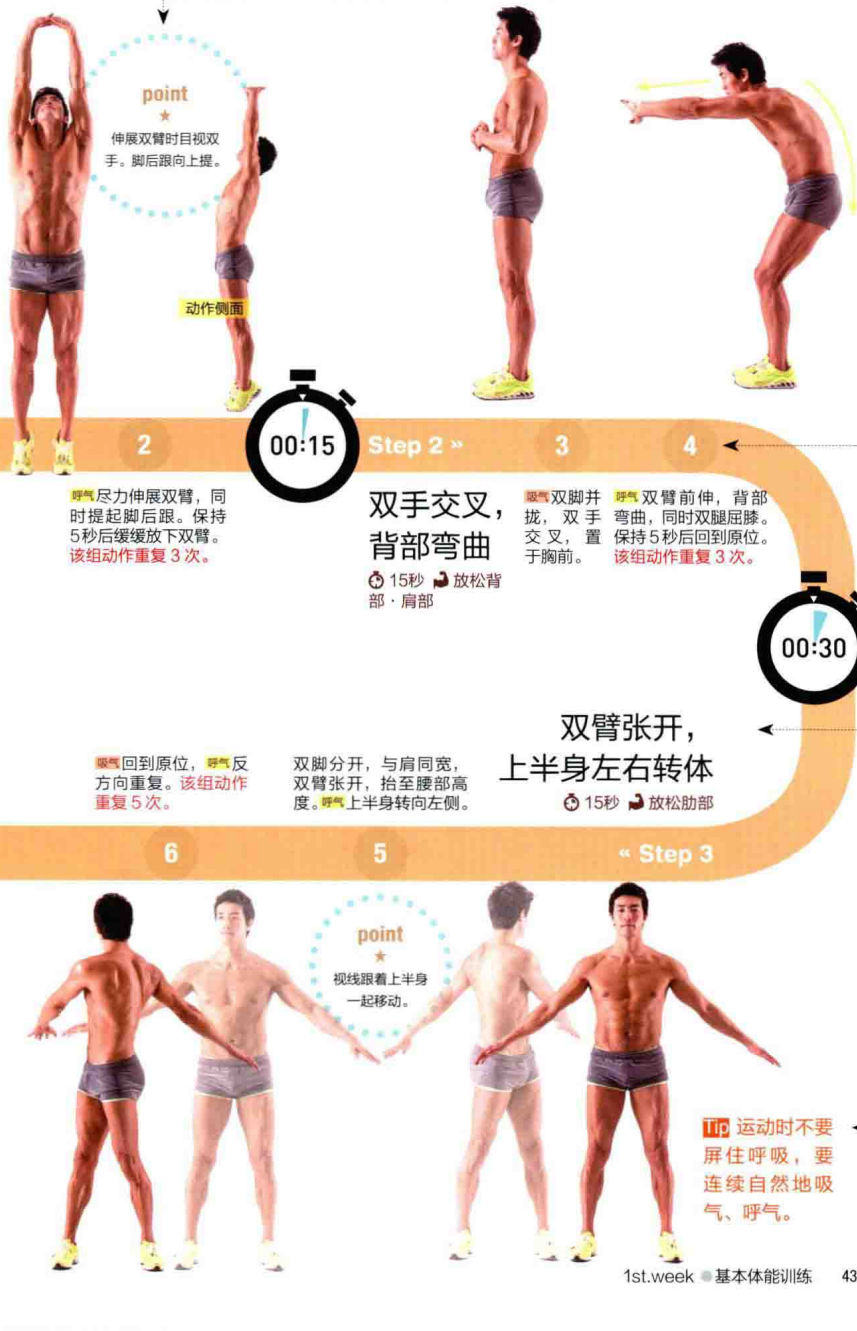 point
伸展双臂时目视双
手。脚后跟向上提。
动作侧面
2
00:15
Step 2 »
3
4
呼气 尽力伸展双臂，同
时提起脚后跟。保持
5秒后缓缓放下双臂。
该组动作重复 3 次。
双手交叉，
背部弯曲
15秒 放松背
部·肩部
吸气 双脚并
拢，双手
交叉，置
于胸前。
呼气 双臂前伸，背部
弯曲，同时双腿屈膝。
保持5秒后回到原位。
该组动作重复 3 次。
00:30
双臂张开，
上半身左右转体
15秒 放松肋部
双脚分开，与肩同宽，
双臂张开，抬至腰部高
度。呼气 上半身转向左侧。
吸气 回到原位，呼气 反
方向重复。该组动作
重复 5 次。
« Step 3
5
6
point
视线跟着上半身
一起移动。
Tip 运动时不要
屏住呼吸，要
连续自然地吸
气、呼气。
1st.week 基本体能训练 43